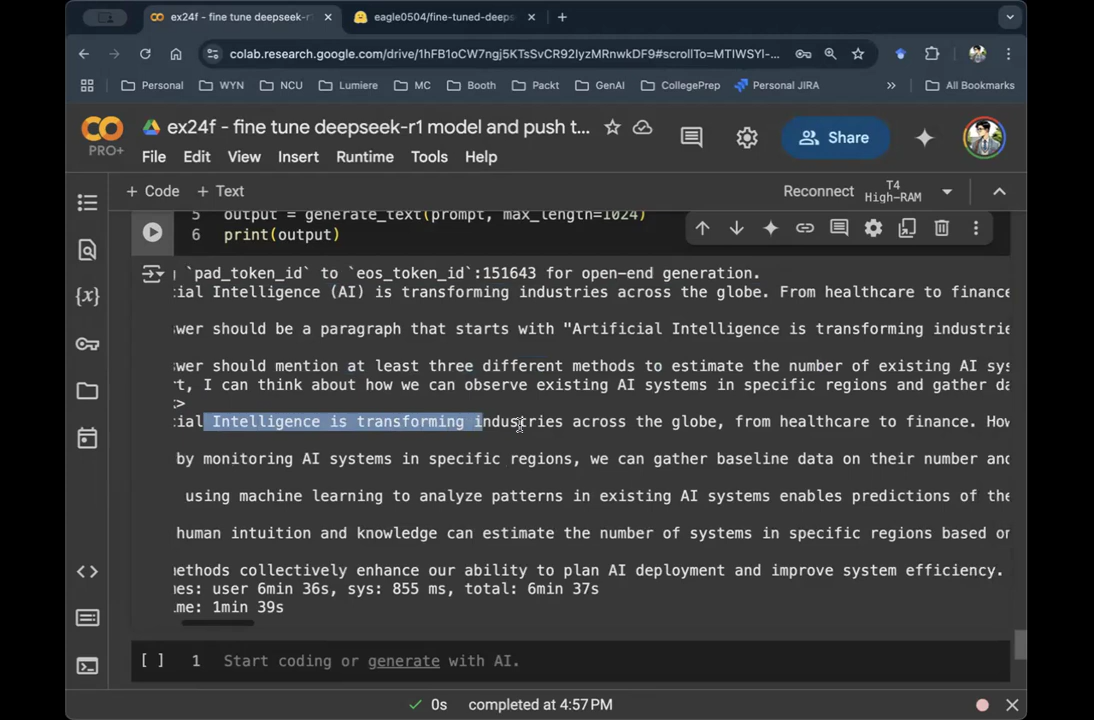 ex24f - fine tune deepseek-r1
eagle0504/fine-tuned-deeps
colab.research.google.com/drive/1hFB1oCW7ngj5KTsSvCR92IyzMRnwkDF9#scrollTo=MTIWSYl-...
Personal WYN NCU Lumiere MC Booth Packt GenAI CollegePrep Personal JIRA » All Bookmarks
CO PRO+
ex24f - fine tune deepseek-r1 model and push t...
Share
File Edit View Insert Runtime Tools Help
+ Code + Text Reconnect T4 High-RAM
5 output = generate_text(prompt, max_length=1024)
6 print(output)
`pad_token_id` to `eos_token_id`:151643 for open-end generation.
cial Intelligence (AI) is transforming industries across the globe. From healthcare to finance
swer should be a paragraph that starts with "Artificial Intelligence is transforming industrie
swer should mention at least three different methods to estimate the number of existing AI sys
rt, I can think about how we can observe existing AI systems in specific regions and gather da
>
cial Intelligence is transforming industries across the globe, from healthcare to finance. How
by monitoring AI systems in specific regions, we can gather baseline data on their number and
using machine learning to analyze patterns in existing AI systems enables predictions of the
human intuition and knowledge can estimate the number of systems in specific regions based on
methods collectively enhance our ability to plan AI deployment and improve system efficiency.
mes: user 6min 36s, sys: 855 ms, total: 6min 37s
ime: 1min 39s
[ ] 1 Start coding or generate with AI.
0s completed at 4:57 PM